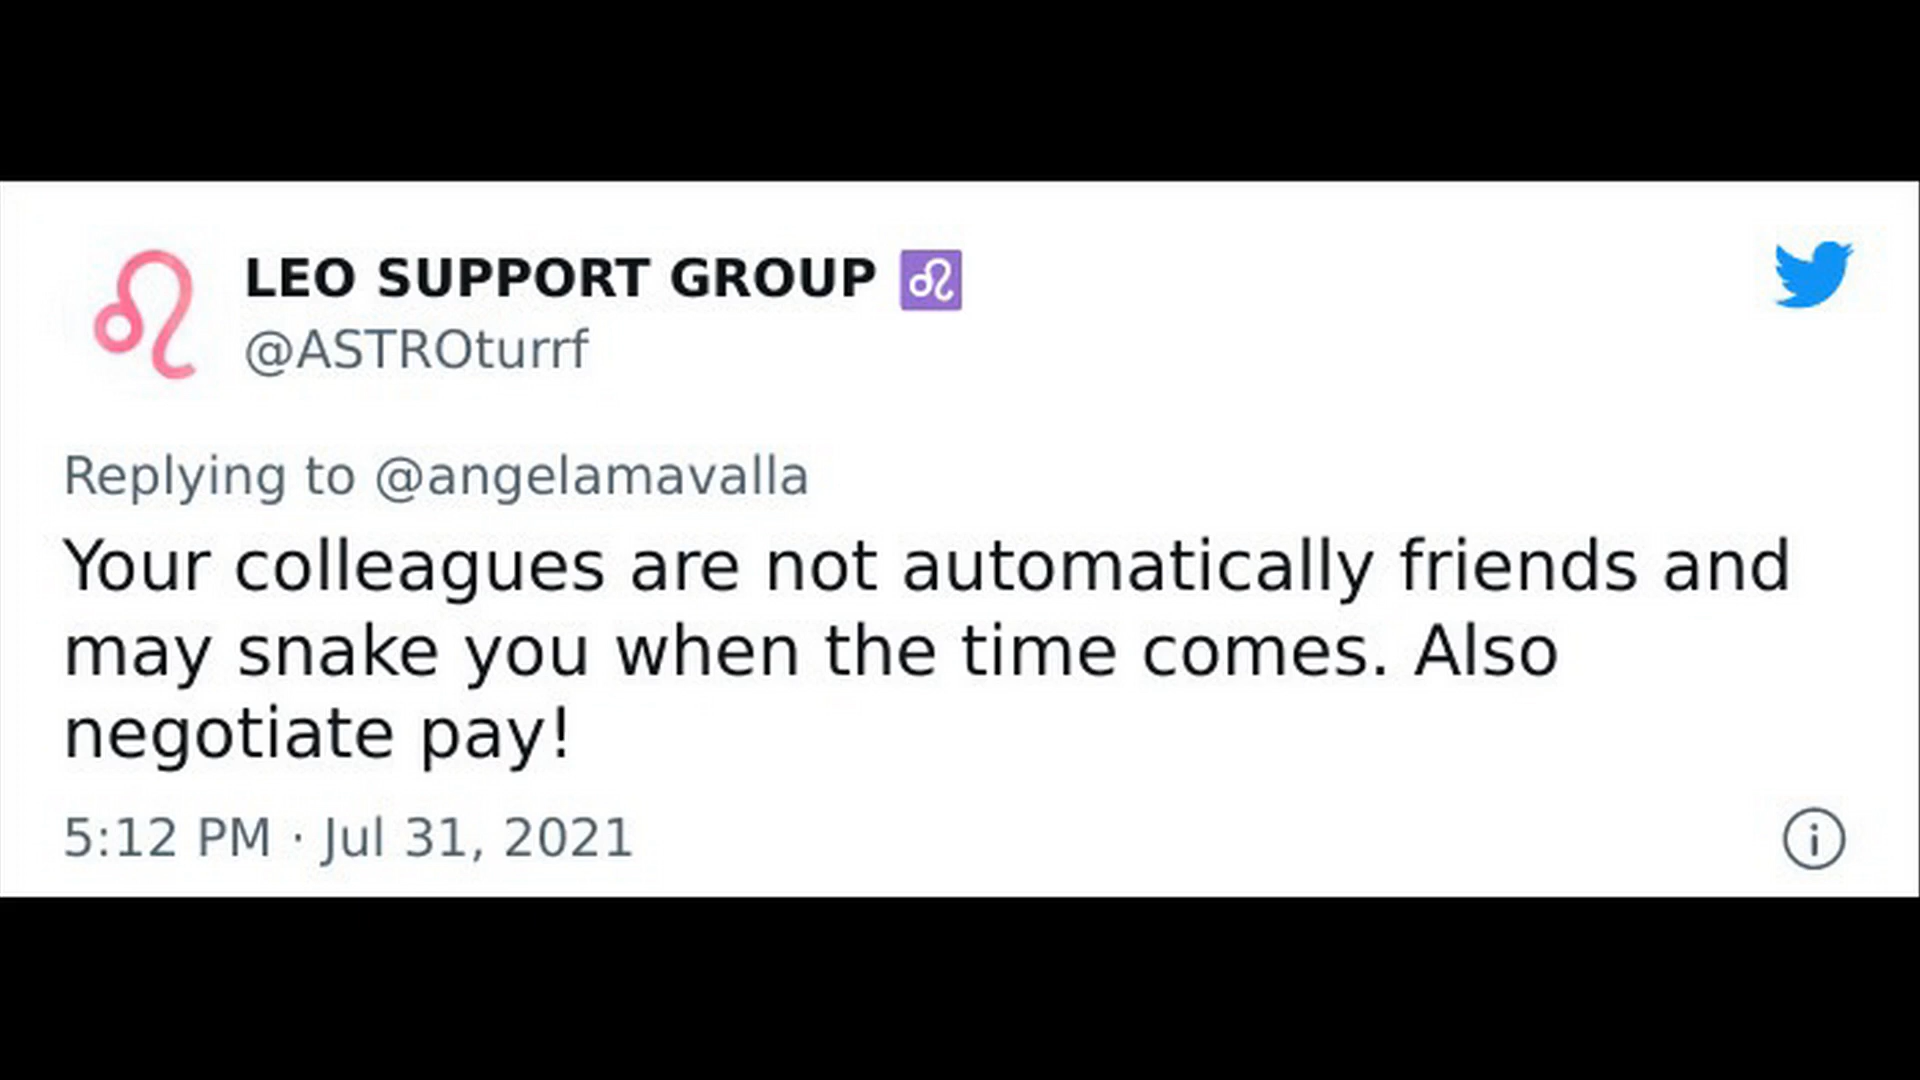 LEO SUPPORT GROUP ♌
@ASTROturrf
Replying to @angelamavalla
Your colleagues are not automatically friends and
may snake you when the time comes. Also
negotiate pay!
5:12 PM · Jul 31, 2021